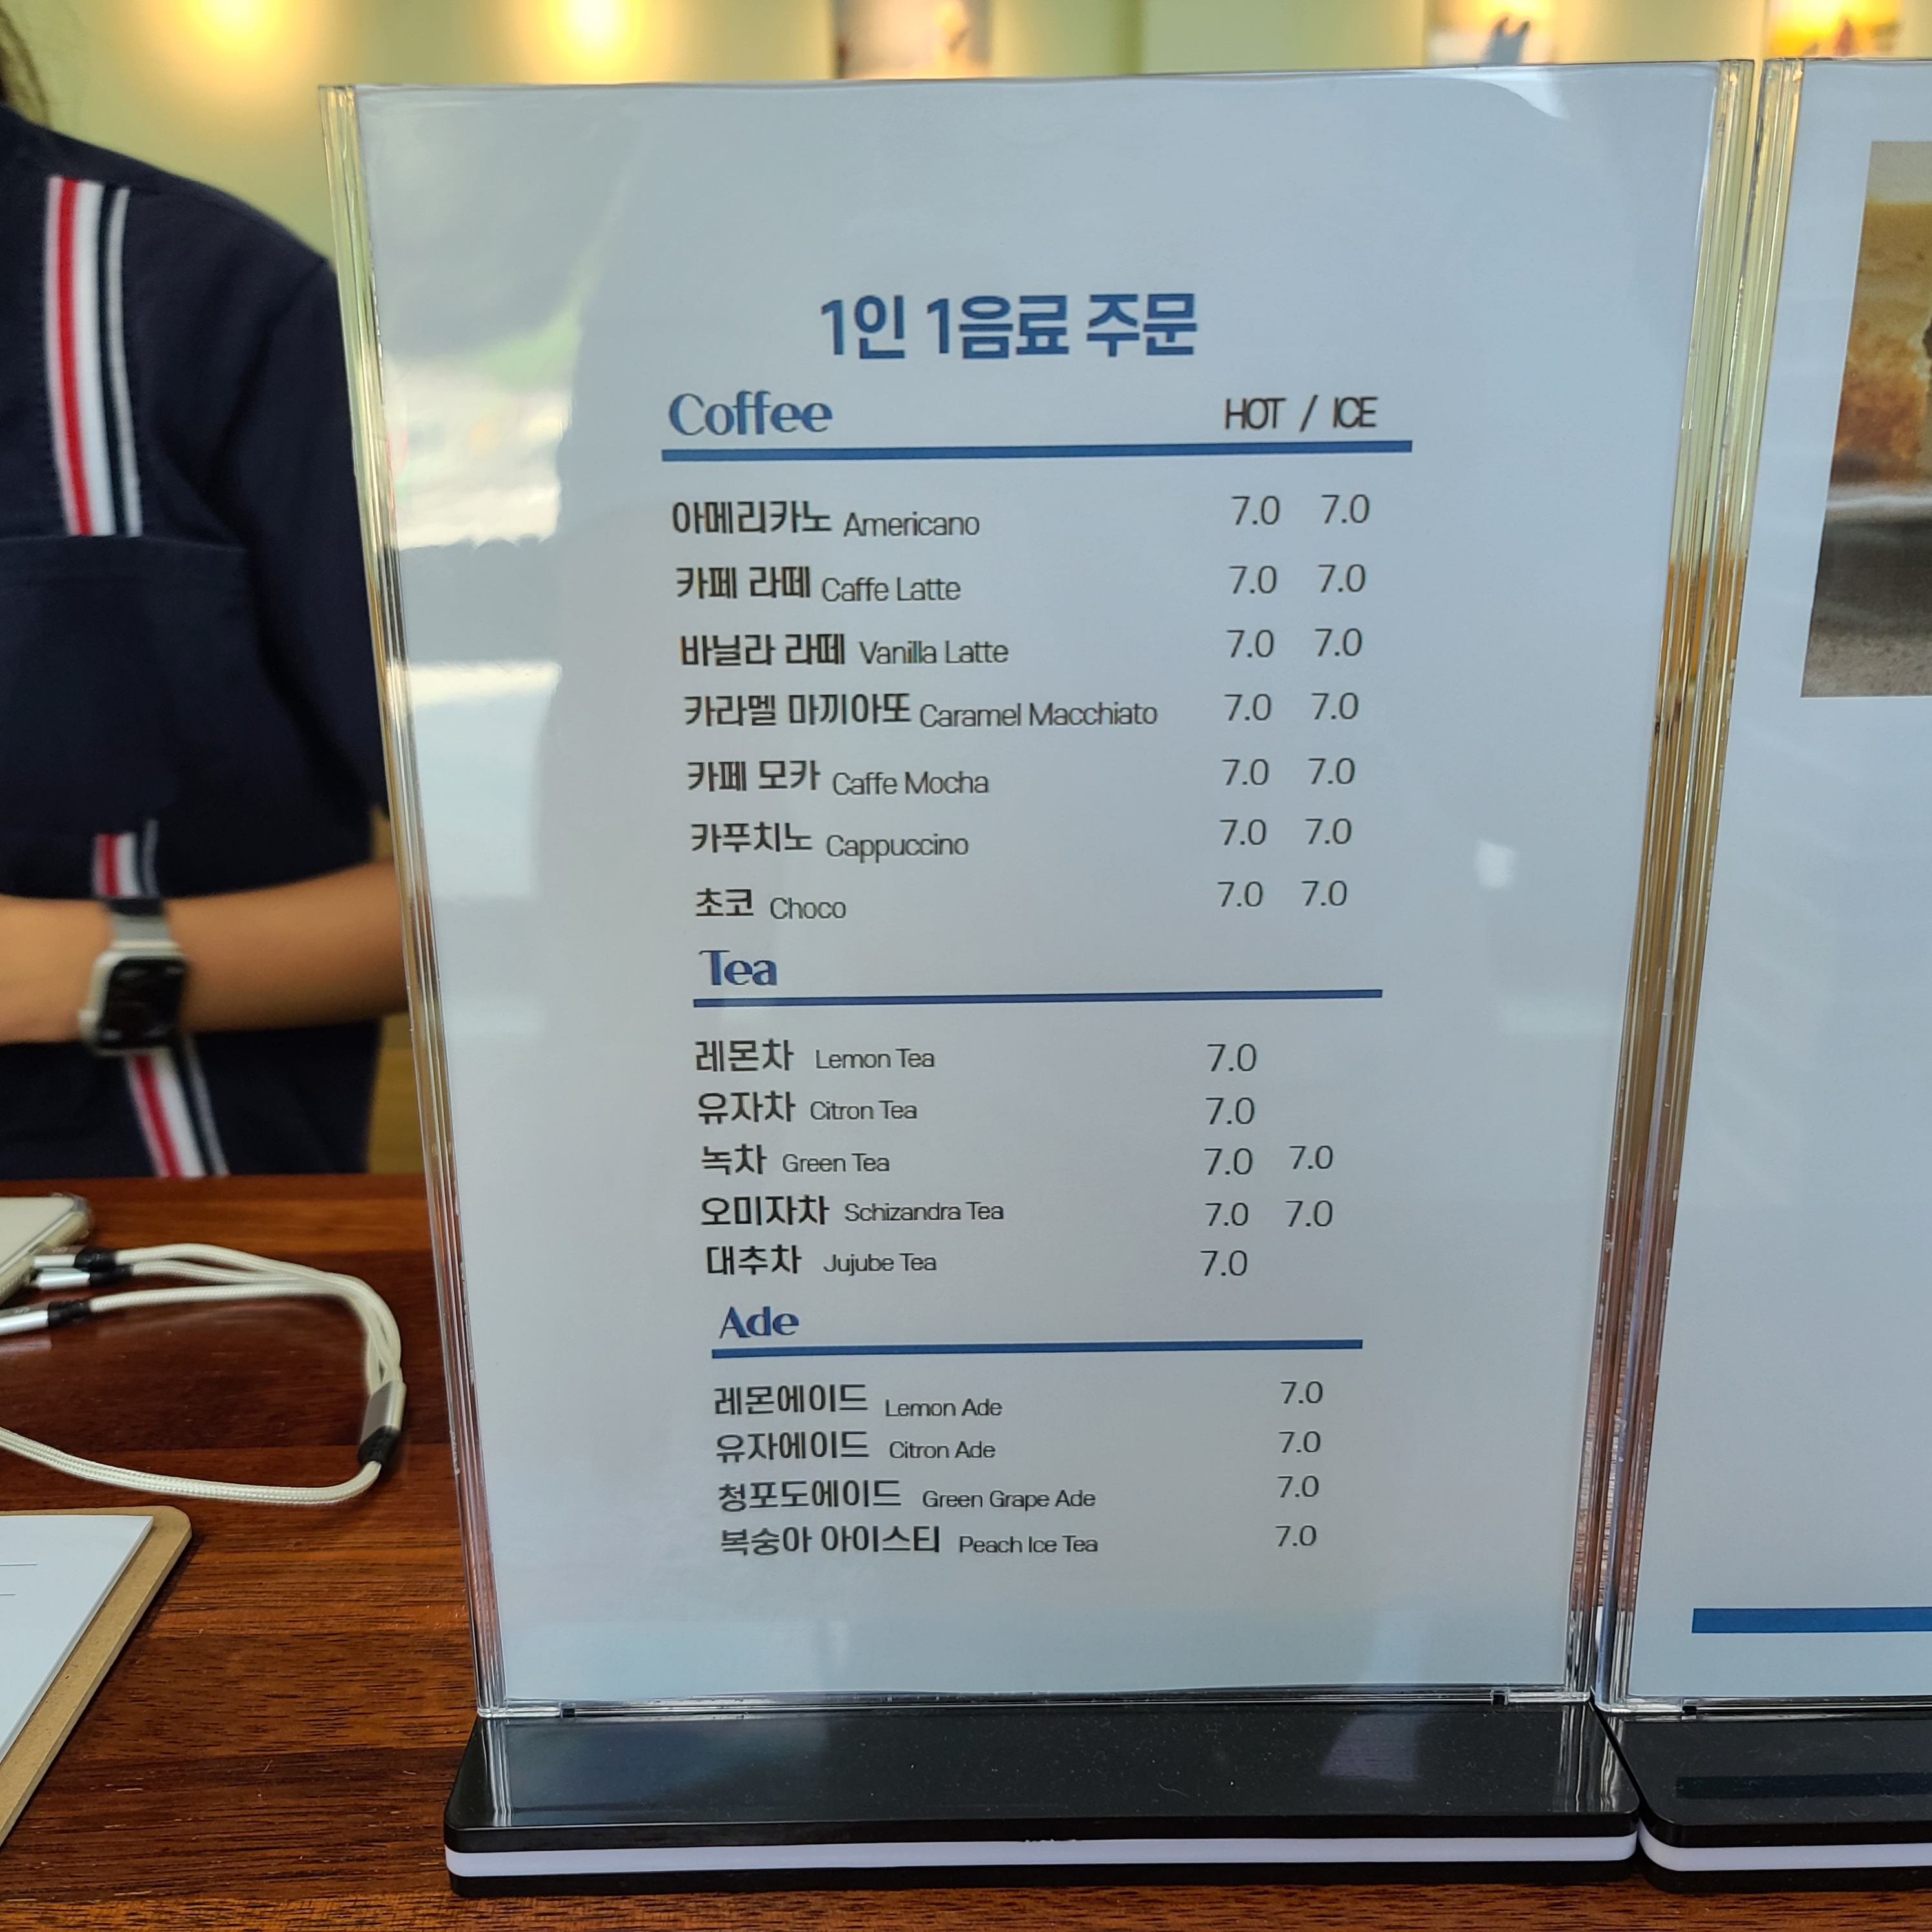 1인 1음료 주문
Coffee HOT / ICE
아메리카노 Americano 7.0 7.0
카페 라떼 Caffe Latte 7.0 7.0
바닐라 라떼 Vanilla Latte 7.0 7.0
카라멜 마끼아또 Caramel Macchiato 7.0 7.0
카페 모카 Caffe Mocha 7.0 7.0
카푸치노 Cappuccino 7.0 7.0
초코 Choco 7.0 7.0
Tea
레몬차 Lemon Tea 7.0
유자차 Citron Tea 7.0
녹차 Green Tea 7.0 7.0
오미자차 Schizandra Tea 7.0 7.0
대추차 Jujube Tea 7.0
Ade
레몬에이드 Lemon Ade 7.0
유자에이드 Citron Ade 7.0
청포도에이드 Green Grape Ade 7.0
복숭아 아이스티 Peach Ice Tea 7.0